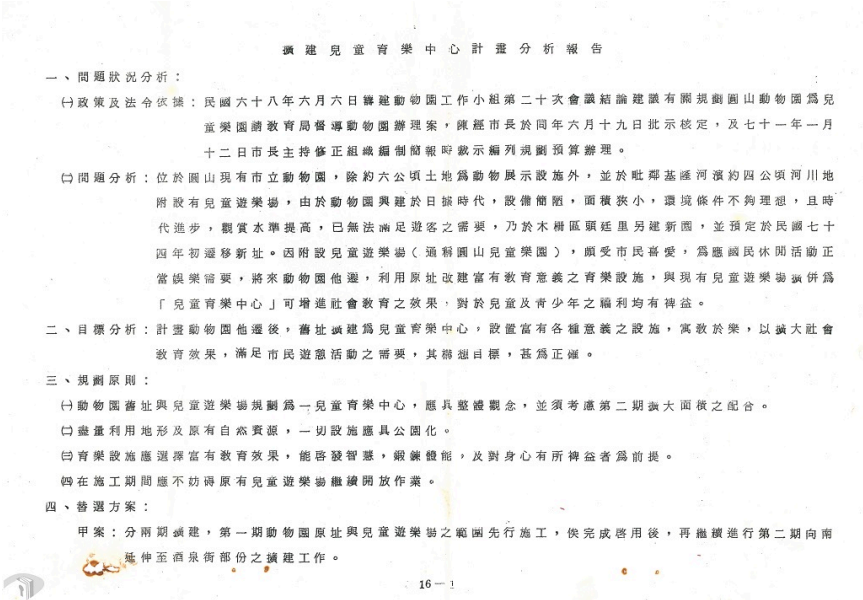 擴建兒童育樂中心計畫分析報告
一、問題狀況分析：
㈠政策及法令依據：民國六十八年六月六日籌建動物園工作小組第二十次會議結論建議有關規劃圓山動物園為兒
童樂園請教育局督導動物園辦理案，陳經市長於同年六月十九日批示核定，及七十一年一月
十二日市長主持修正組織編制簡報時裁示編列規劃預算辦理。
㈡問題分析：位於圓山現有市立動物園，除約六公頃土地為動物展示設施外，並於毗鄰基隆河濱約四公頃河川地
附設有兒童遊樂場，由於動物園興建於日據時代，設備簡陋，面積狹小，環境條件不夠理想，且時
代進步，觀賞水準提高，已無法滿足遊客之需要，乃於木柵區頭廷里另建新園，並預定於民國七十
四年初遷移新址。因附設兒童遊樂場（通稱圓山兒童樂園），頗受市民喜愛，為應國民休閒活動正
當娛樂需要，將來動物園他遷，利用原址改建富有教育意義之育樂設施，與現有兒童遊樂場擴併為
「兒童育樂中心」可增進社會教育之效果，對於兒童及青少年之福利均有裨益。
二、目標分析：計畫動物園他遷後，舊址擴建為兒童育樂中心，設置富有各種意義之設施，寓教於樂，以擴大社會
教育效果，滿足市民遊憩活動之需要，其構想目標，甚為正確。
三、規劃原則：
㈠動物園舊址與兒童遊樂場規劃為一兒童育樂中心，應具整體觀念，並須考慮第二期擴大面積之配合。
㈡盡量利用地形及原有自然資源，一切設施應具公園化。
㈢育樂設施應選擇富有教育效果，能啓發智慧，鍛鍊體能，及對身心有所裨益者為前提。
㈣在施工期間應不妨碍原有兒童遊樂場繼續開放作業。
四、替選方案：
甲案：分兩期擴建，第一期動物園原址與兒童遊樂場之範圍先行施工，俟完成啓用後，再繼續進行第二期向南
延伸至酒泉街部份之擴建工作。
16－1